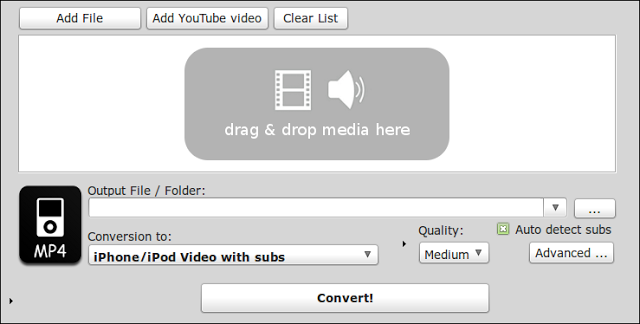 Add File
Add YouTube video
Clear List
drag & drop media here
Output File / Folder:
...
MP4
Conversion to:
iPhone/iPod Video with subs
Quality:
Medium
Auto detect subs
Advanced ...
Convert!